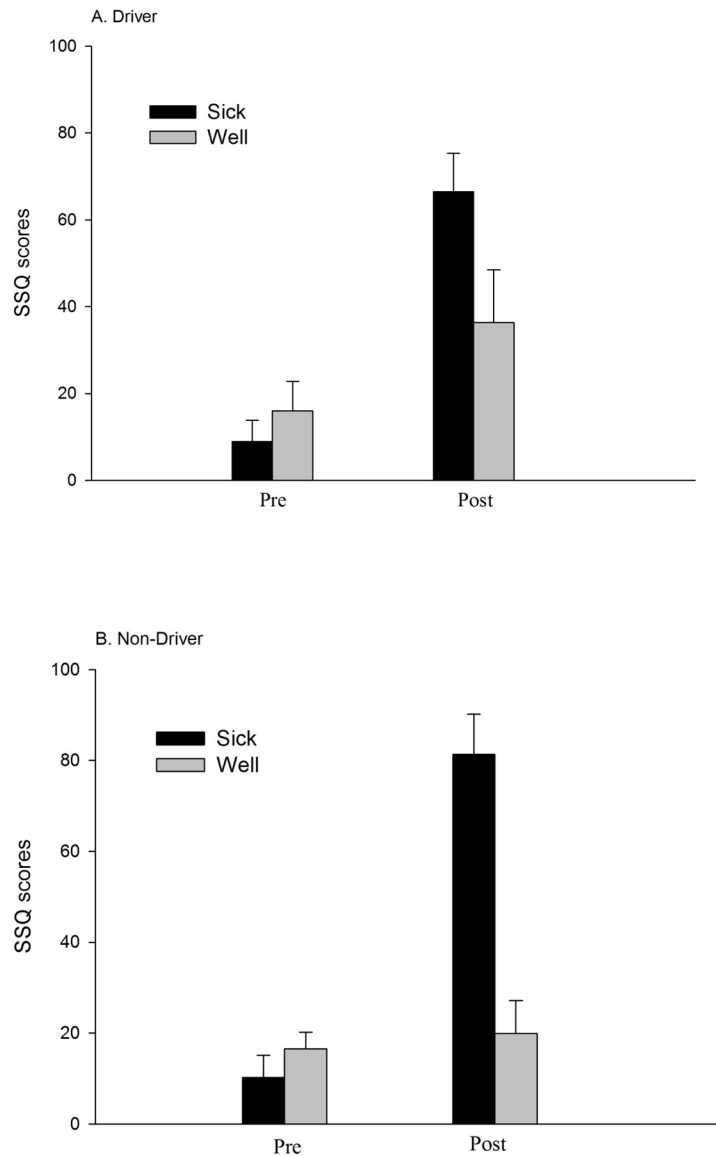 A. Driver
100
Sick
Well
80
60
SSQ scores
40
20
0
Pre Post
B. Non-Driver
100
Sick
Well
80
60
SSQ scores
40
20
0
Pre Post